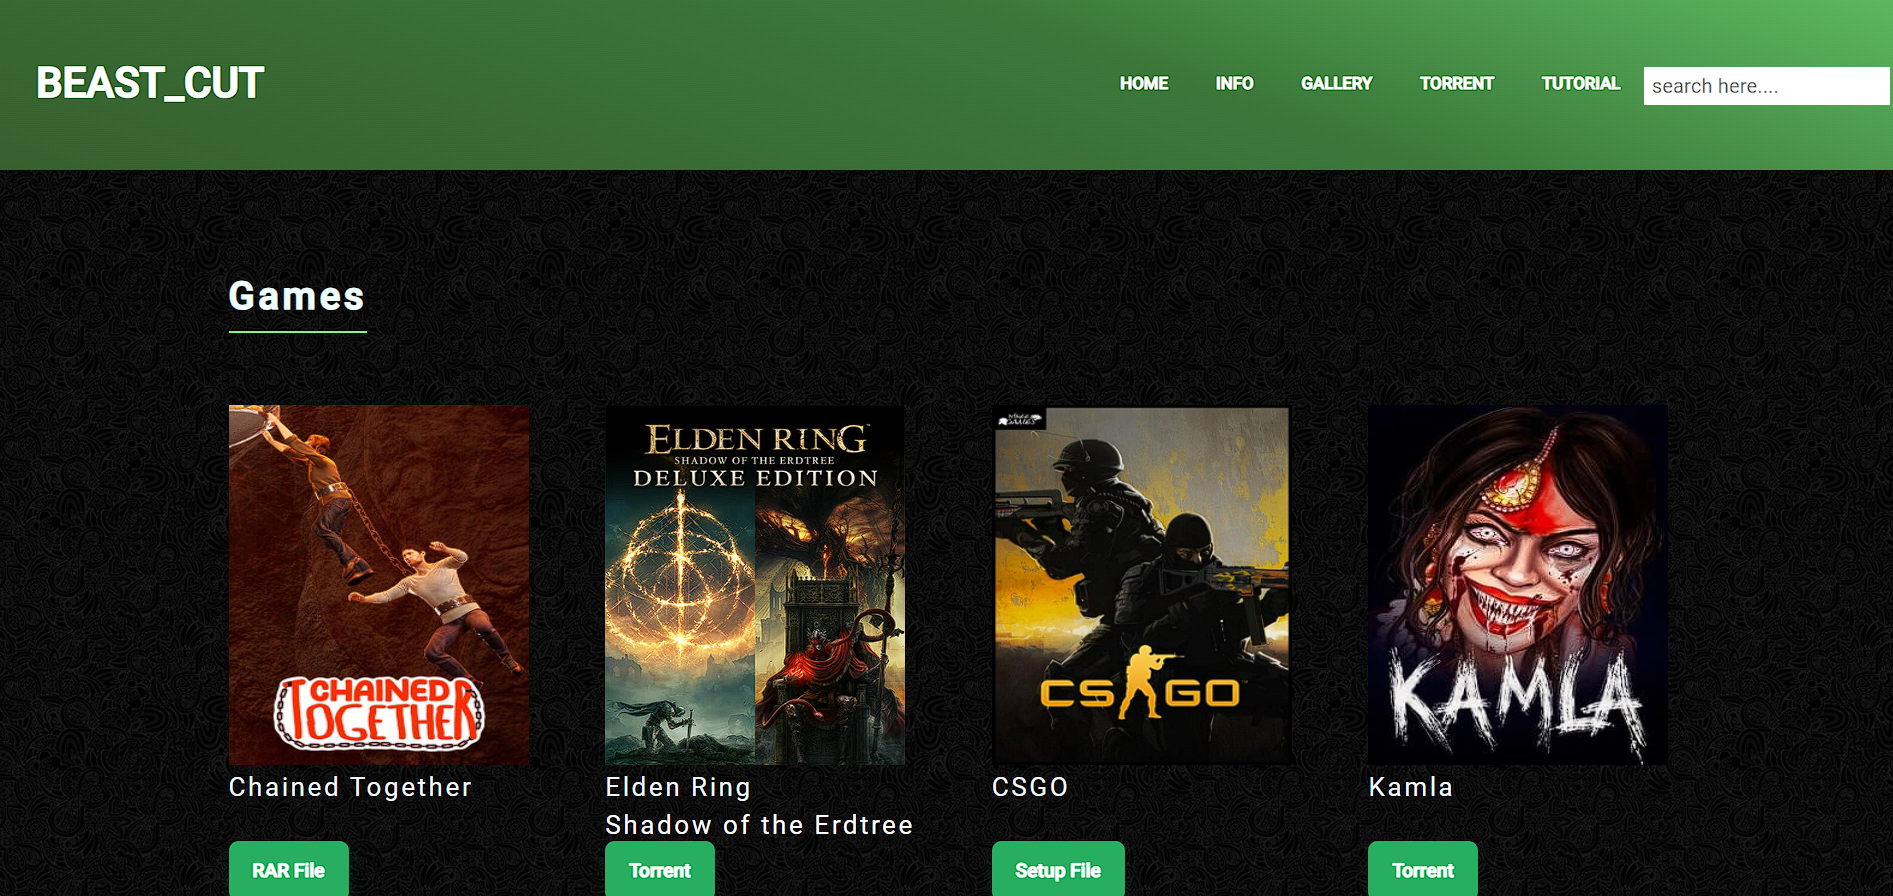 BEAST_CUT
HOME
INFO
GALLERY
TORRENT
TUTORIAL
search here....
Games
CHAINED
TOGETHER
ELDEN RING
SHADOW OF THE ERDTREE
DELUXE EDITION
CS GO
KAMLA
Chained Together
Elden Ring
Shadow of the Erdtree
CSGO
Kamla
RAR File
Torrent
Setup File
Torrent